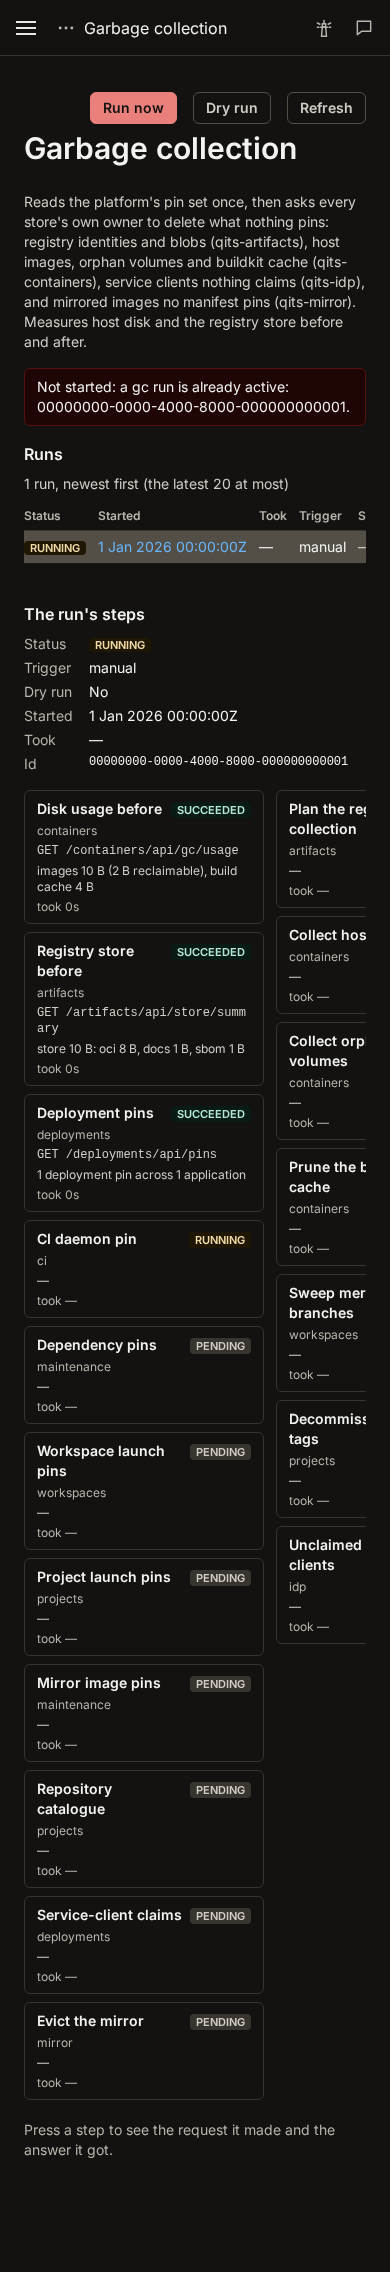 Garbage collection
Run now
Dry run
Refresh
Garbage collection
Reads the platform's pin set once, then asks every
store's own owner to delete what nothing pins:
registry identities and blobs (qits-artifacts), host
images, orphan volumes and buildkit cache (qits-
containers), service clients nothing claims (qits-idp),
and mirrored images no manifest pins (qits-mirror).
Measures host disk and the registry store before
and after.
Not started: a gc run is already active:
00000000-0000-4000-8000-000000000001.
Runs
1 run, newest first (the latest 20 at most)
Status Started Took Trigger S
RUNNING 1 Jan 2026 00:00:00Z — manual —
The run's steps
Status RUNNING
Trigger manual
Dry run No
Started 1 Jan 2026 00:00:00Z
Took —
Id 00000000-0000-4000-8000-000000000001
Disk usage before SUCCEEDED
containers
GET /containers/api/gc/usage
images 10 B (2 B reclaimable), build
cache 4 B
took 0s
Registry store
before
SUCCEEDED
artifacts
GET /artifacts/api/store/summ
ary
store 10 B: oci 8 B, docs 1 B, sbom 1 B
took 0s
Deployment pins SUCCEEDED
deployments
GET /deployments/api/pins
1 deployment pin across 1 application
took 0s
CI daemon pin RUNNING
ci
—
took —
Dependency pins PENDING
maintenance
—
took —
Workspace launch
pins
PENDING
workspaces
—
took —
Project launch pins PENDING
projects
—
took —
Mirror image pins PENDING
maintenance
—
took —
Repository
catalogue
PENDING
projects
—
took —
Service-client claims PENDING
deployments
—
took —
Evict the mirror PENDING
mirror
—
took —
Plan the reg
collection
artifacts
—
took —
Collect hos
containers
—
took —
Collect orp
volumes
containers
—
took —
Prune the b
cache
containers
—
took —
Sweep mer
branches
workspaces
—
took —
Decommiss
tags
projects
—
took —
Unclaimed
clients
idp
—
took —
Press a step to see the request it made and the
answer it got.